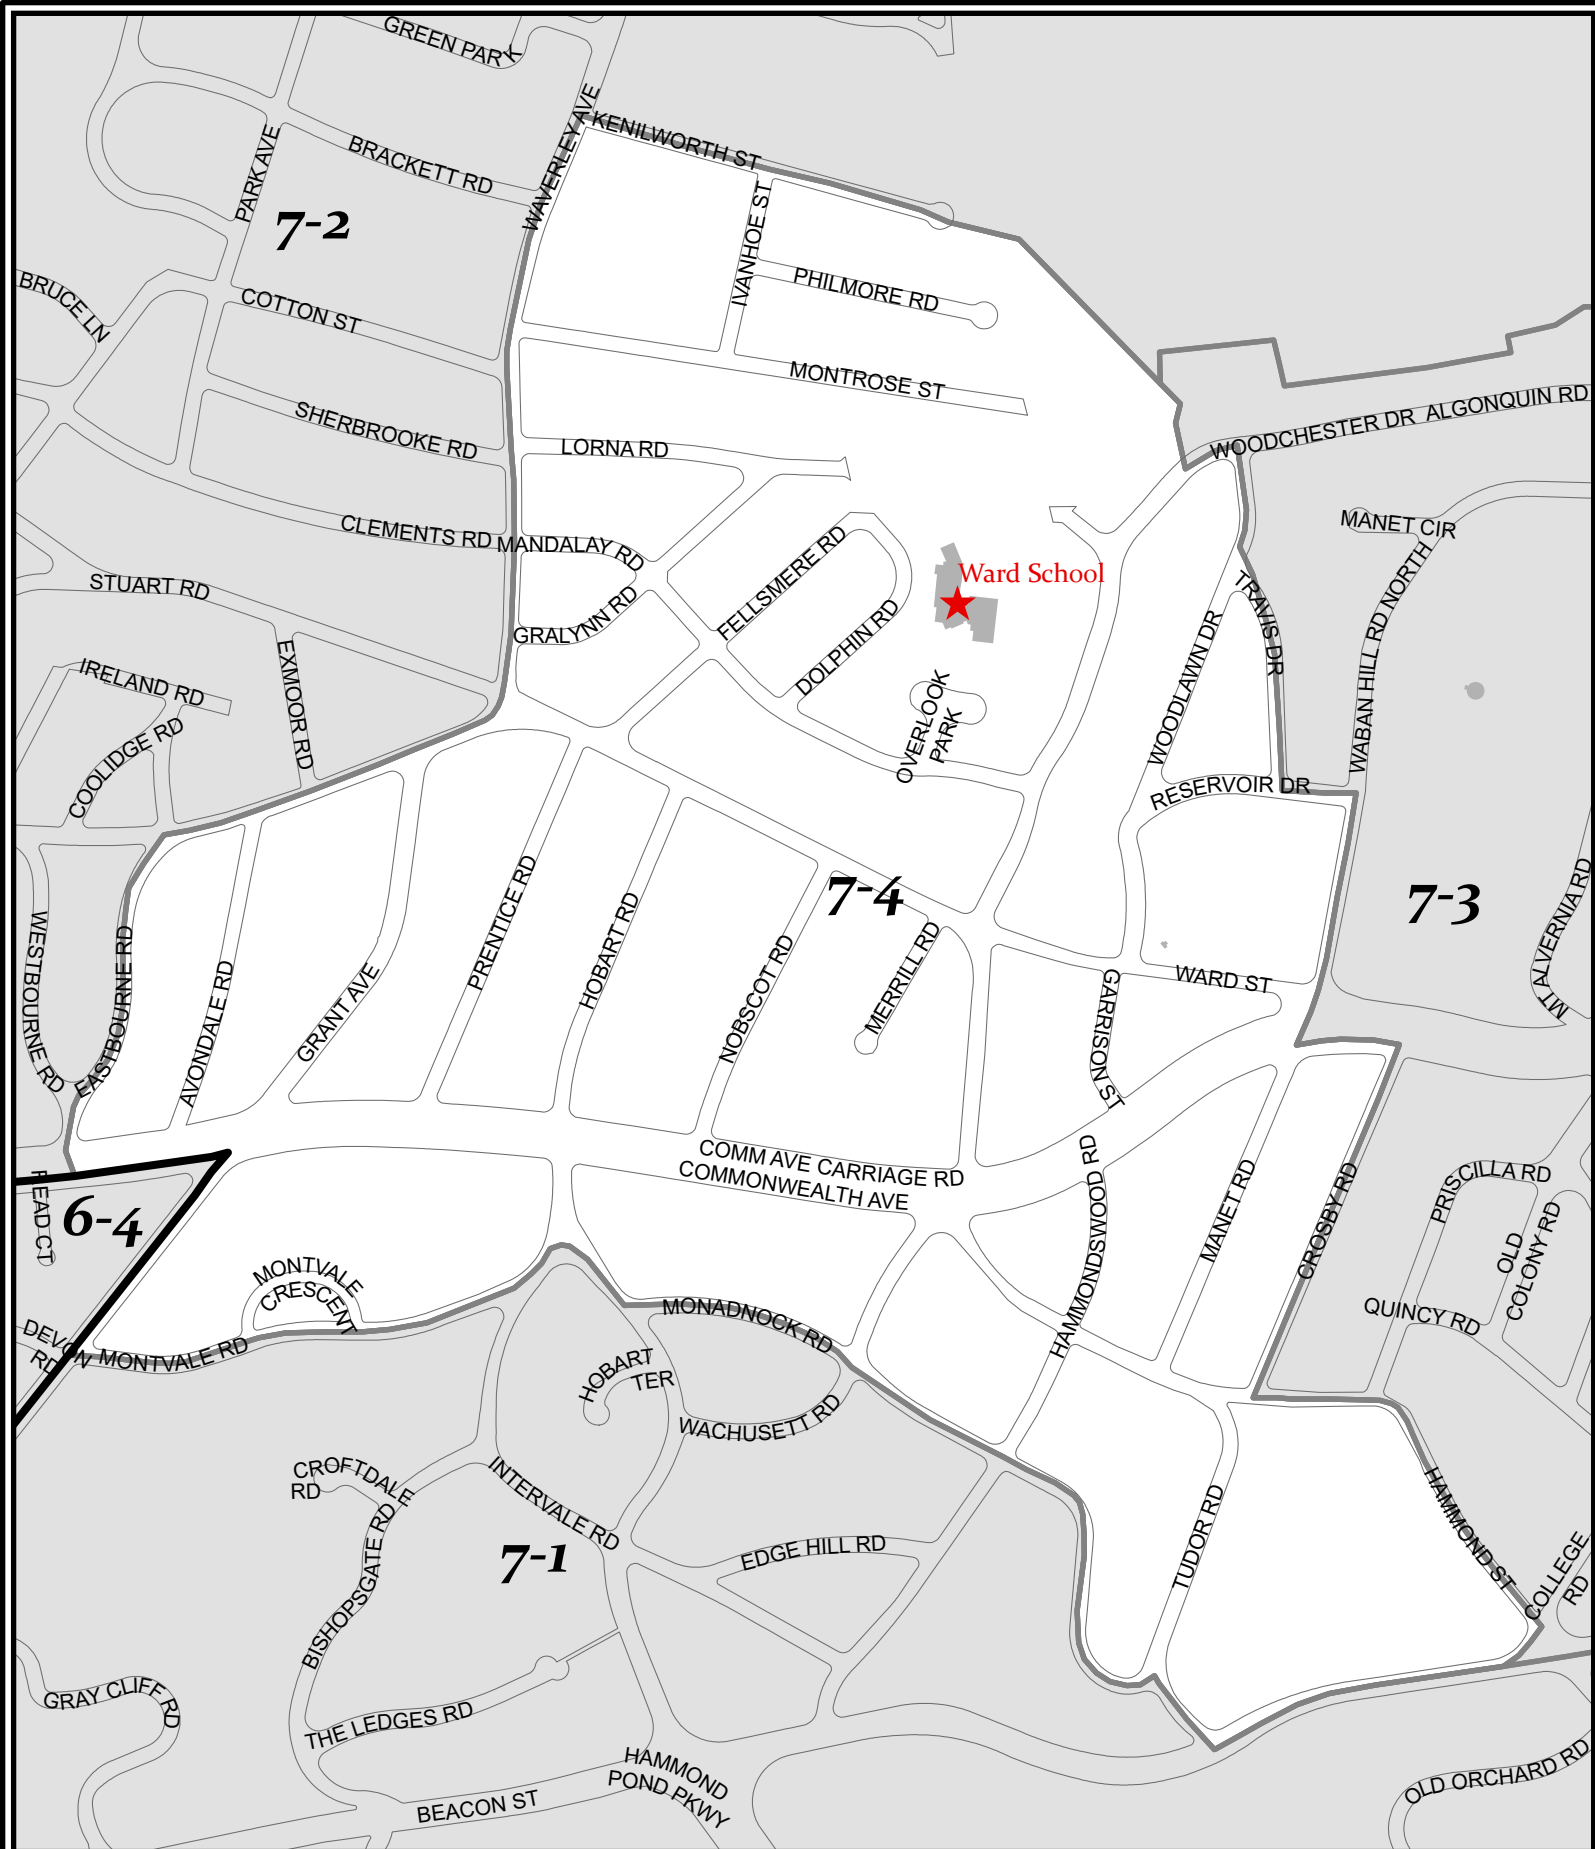 GREEN PARK
WAVERLEY AVE
KENILWORTH ST
PARK AVE
BRACKETT RD
7-2
IVANHOE ST
PHILMORE RD
BRUCE LN
COTTON ST
MONTROSE ST
SHERBROOKE RD
LORNA RD
WOODCHESTER DR
ALGONQUIN RD
CLEMENTS RD
MANDALAY RD
MANET CIR
STUART RD
GRALYNN RD
FELLSMERE RD
DOLPHIN RD
Ward School
WOODLAWN DR
TRAVIS DR
WABAN HILL RD NORTH
IRELAND RD
EXMOOR RD
COOLIDGE RD
OVERLOOK
PARK
RESERVOIR DR
7-4
7-3
MT ALVERNIA RD
WESTBOURNE RD
EASTBOURNE RD
AVONDALE RD
GRANT AVE
PRENTICE RD
HOBART RD
NOBSCOT RD
MERRILL RD
GARRISON ST
WARD ST
COMM AVE CARRIAGE RD
COMMONWEALTH AVE
HAMMONDSWOOD RD
MANET RD
CROSBY RD
PRISCILLA RD
OLD
COLONY RD
QUINCY RD
READ CT
6-4
MONTVALE
CRESCENT
DEVON
RD
MONTVALE RD
MONADNOCK RD
HOBART
TER
WACHUSETT RD
CROFTDALE
RD
INTERVALE RD
BISHOPSGATE RD
7-1
EDGE HILL RD
TUDOR RD
HAMMOND ST
COLLEGE
RD
GRAY CLIFF RD
THE LEDGES RD
HAMMOND
POND PKWY
BEACON ST
OLD ORCHARD RD